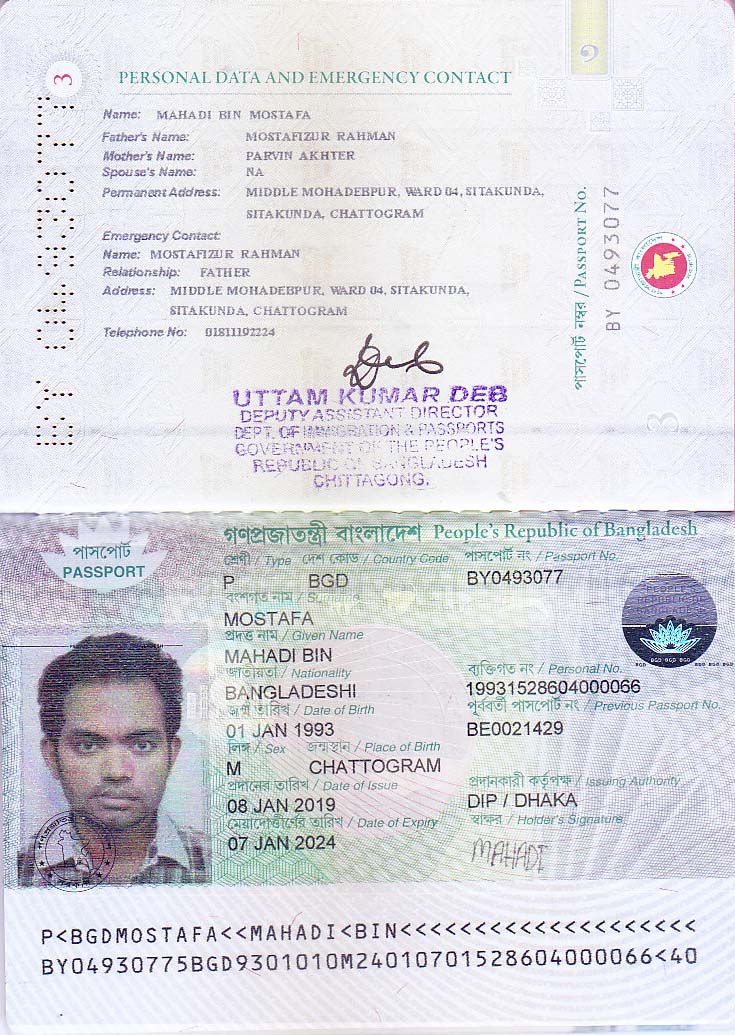 3
PERSONAL DATA AND EMERGENCY CONTACT
Name: MAHADI BIN MOSTAFA
Father's Name: MOSTAFIZUR RAHMAN
Mother's Name: PARVIN AKHTER
Spouse's Name: NA
Permanent Address: MIDDLE MOHADEBPUR, WARD 04, SITAKUNDA,
SITAKUNDA, CHATTOGRAM
Emergency Contact:
Name: MOSTAFIZUR RAHMAN
Relationship: FATHER
Address: MIDDLE MOHADEBPUR, WARD 04, SITAKUNDA,
SITAKUNDA, CHATTOGRAM
Telephone No: 01811192224
পাসপোর্ট নম্বর / PASSPORT No.
BY 0493077
BY 0493077
Deb
UTTAM KUMAR DEB
DEPUTY ASSISTANT DIRECTOR
DEPT. OF IMMIGRATION & PASSPORTS
GOVERNMENT OF THE PEOPLE'S
REPUBLIC OF BANGLADESH
CHITTAGONG.
গণপ্রজাতন্ত্রী বাংলাদেশ People's Republic of Bangladesh
পাসপোর্ট
PASSPORT
শ্রেণী / Type দেশ কোড / Country Code পাসপোর্ট নং / Passport No.
P BGD BY0493077
বংশগত নাম /
MOSTAFA
প্রদত্ত নাম / Given Name
MAHADI BIN
জাতীয়তা / Nationality ব্যক্তিগত নং / Personal No.
BANGLADESHI 19931528604000066
জন্ম তারিখ / Date of Birth পূর্ববর্তী পাসপোর্ট নং / Previous Passport No.
01 JAN 1993 BE0021429
লিঙ্গ / Sex জন্মস্থান / Place of Birth
M CHATTOGRAM
প্রদানের তারিখ / Date of Issue প্রদানকারী কর্তৃপক্ষ / Issuing Authority
08 JAN 2019 DIP / DHAKA
মেয়াদোত্তীর্ণের তারিখ / Date of Expiry স্বাক্ষর / Holder's Signature
07 JAN 2024 MAHADI
P<BGDMOSTAFA<<MAHADI<BIN<<<<<<<<<<<<<<<<<<<<
BY04930775BGD9301010M24010701528604000066<40